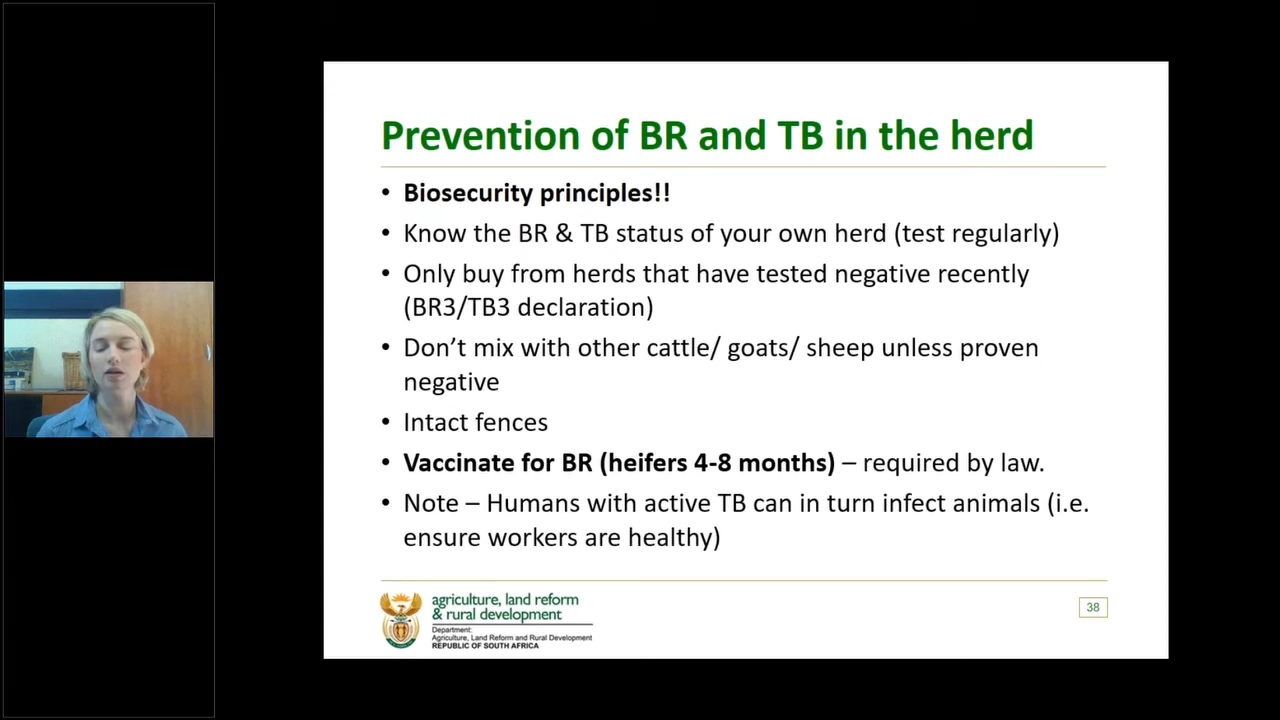 Prevention of BR and TB in the herd
• Biosecurity principles!!
• Know the BR & TB status of your own herd (test regularly)
• Only buy from herds that have tested negative recently
(BR3/TB3 declaration)
• Don’t mix with other cattle/ goats/ sheep unless proven
negative
• Intact fences
• Vaccinate for BR (heifers 4-8 months) – required by law.
• Note – Humans with active TB can in turn infect animals (i.e.
ensure workers are healthy)
agriculture, land reform
& rural development
Department:
Agriculture, Land Reform and Rural Development
REPUBLIC OF SOUTH AFRICA
38